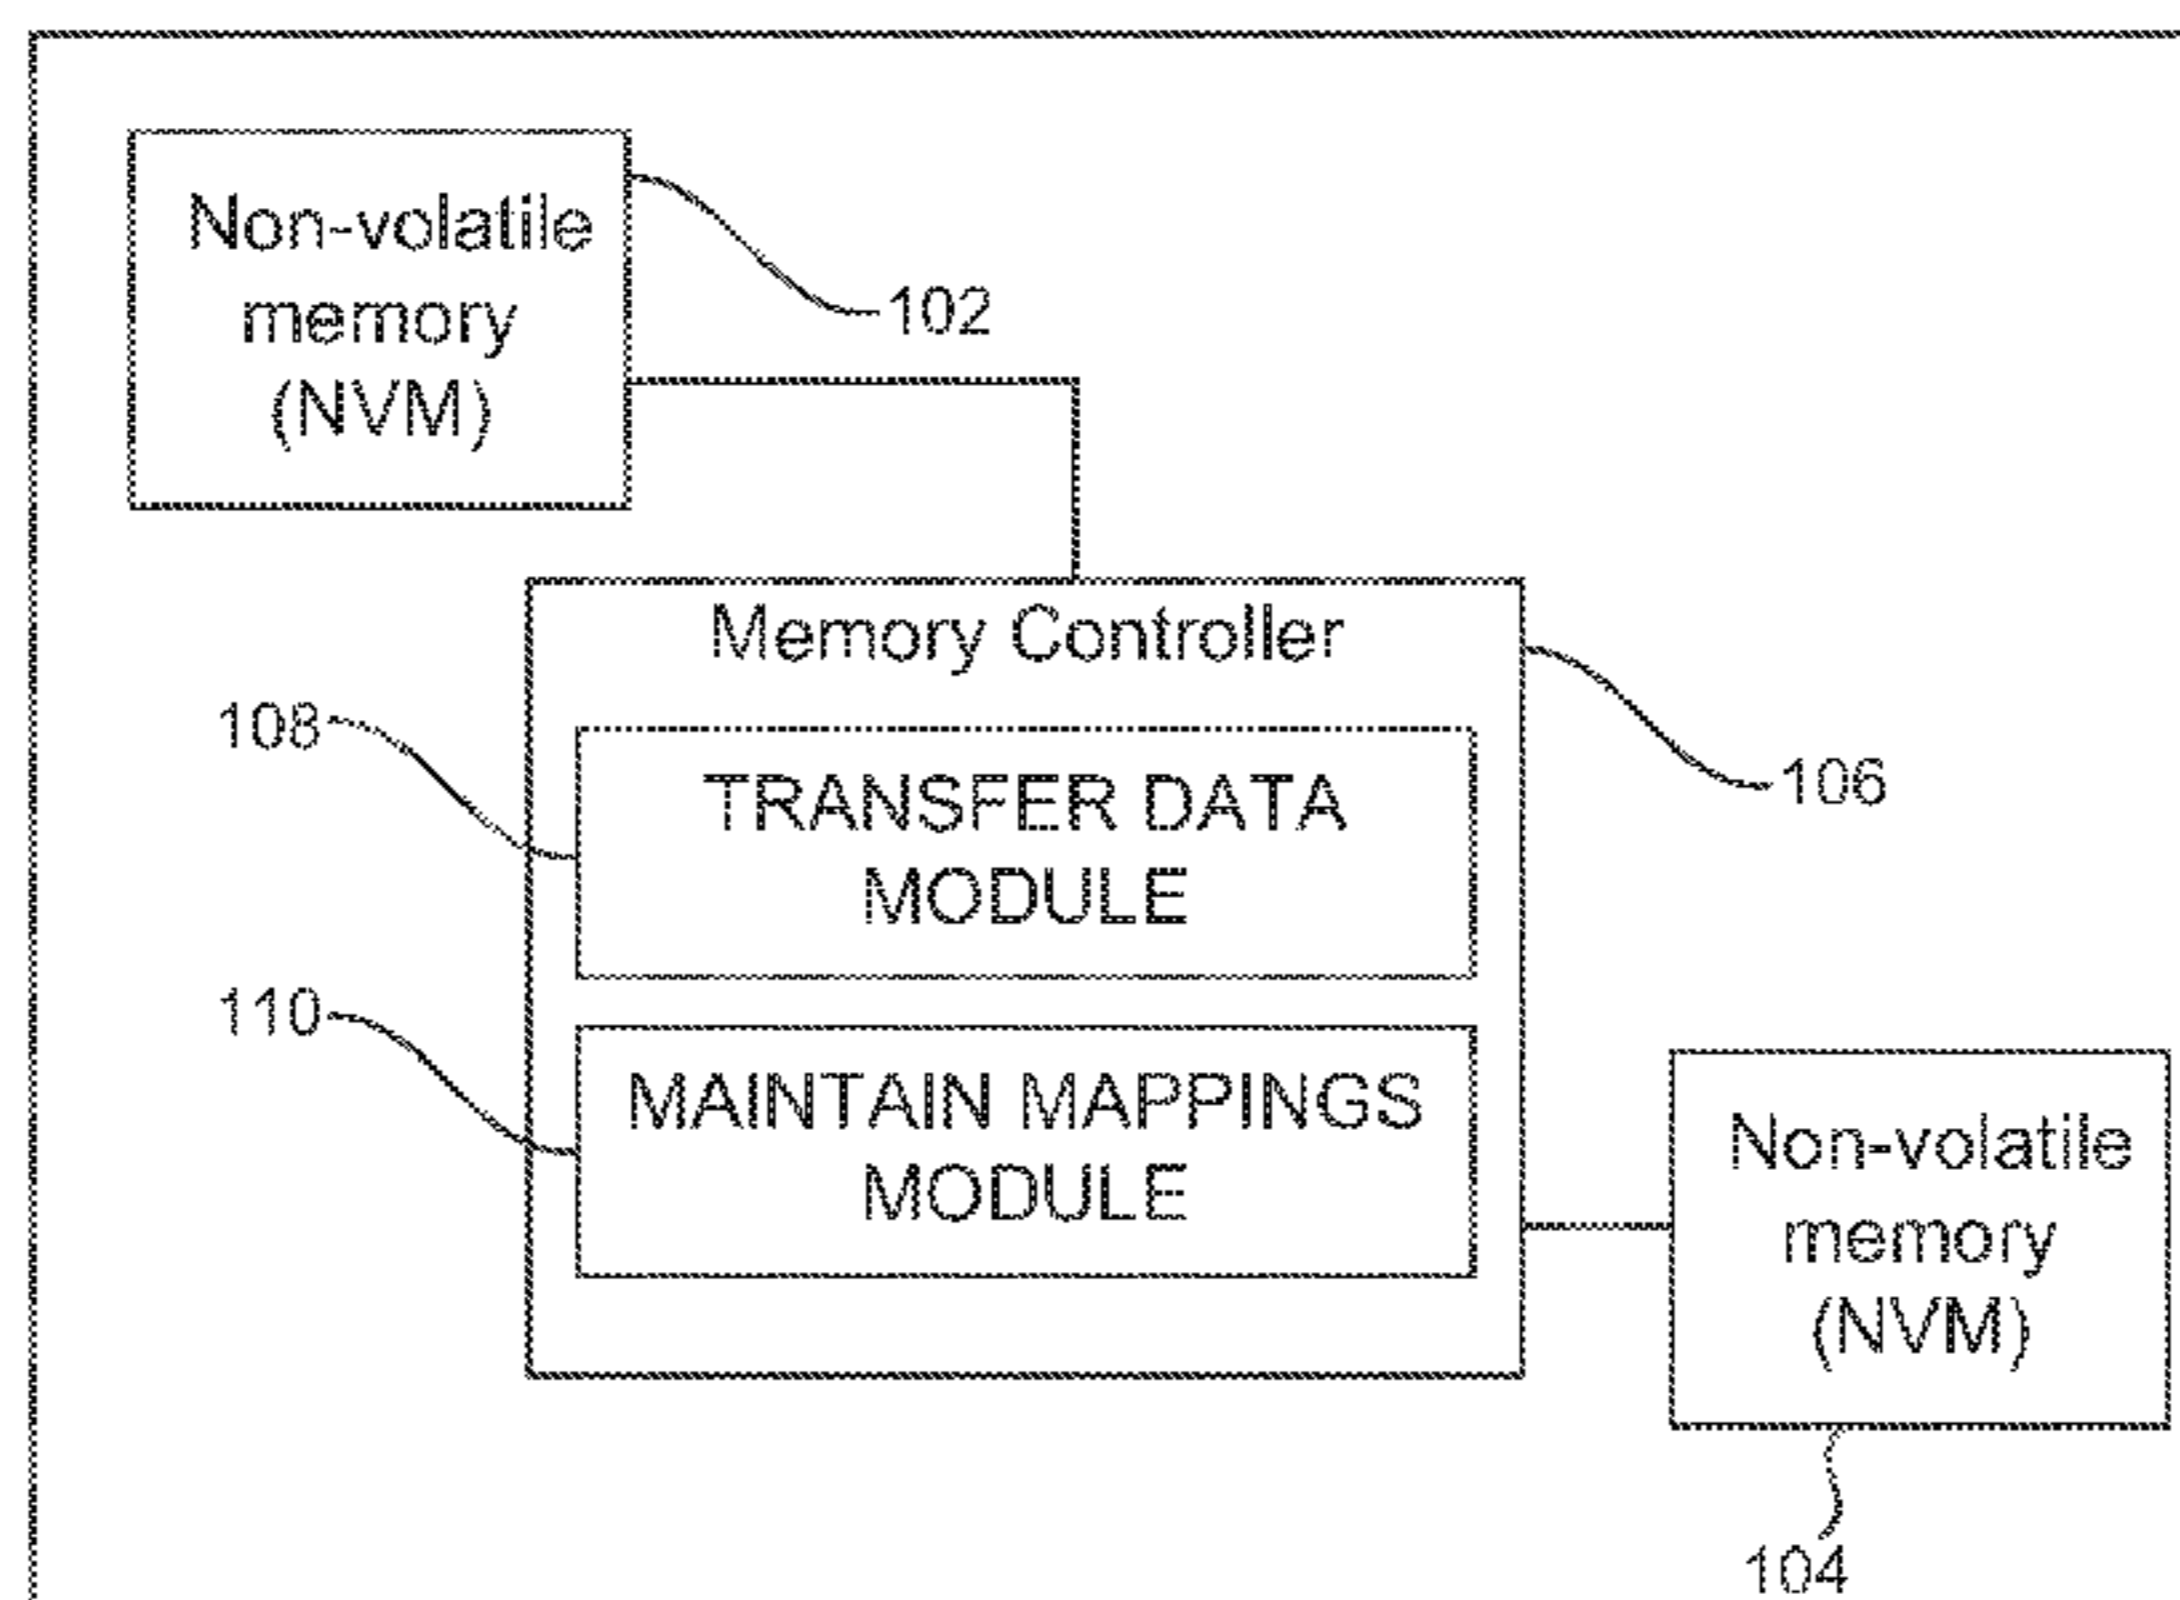 Non-volatile
memory
(NVM)
102
Memory Controller
108
TRANSFER DATA
MODULE
106
110
MAINTAIN MAPPINGS
MODULE
Non-volatile
memory
(NVM)
104